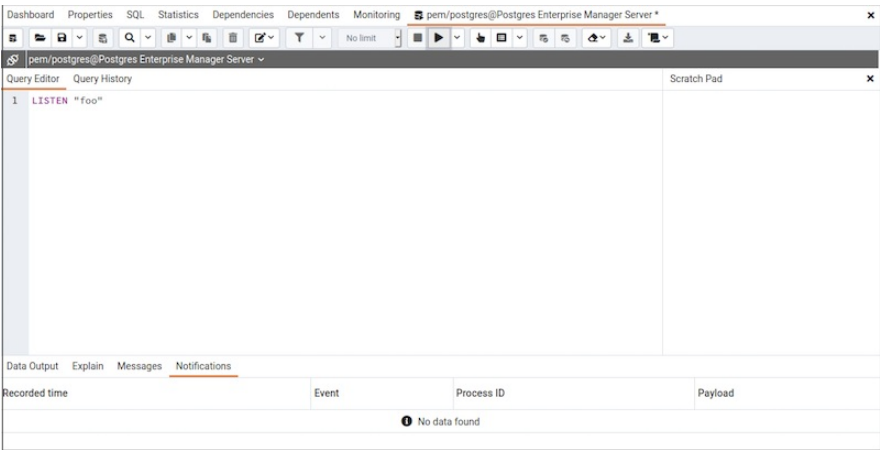 Dashboard Properties SQL Statistics Dependencies Dependents Monitoring pem/postgres@Postgres Enterprise Manager Server *
No limit
pem/postgres@Postgres Enterprise Manager Server
Query Editor Query History Scratch Pad
1 LISTEN "foo"
Data Output Explain Messages Notifications
Recorded time Event Process ID Payload
No data found